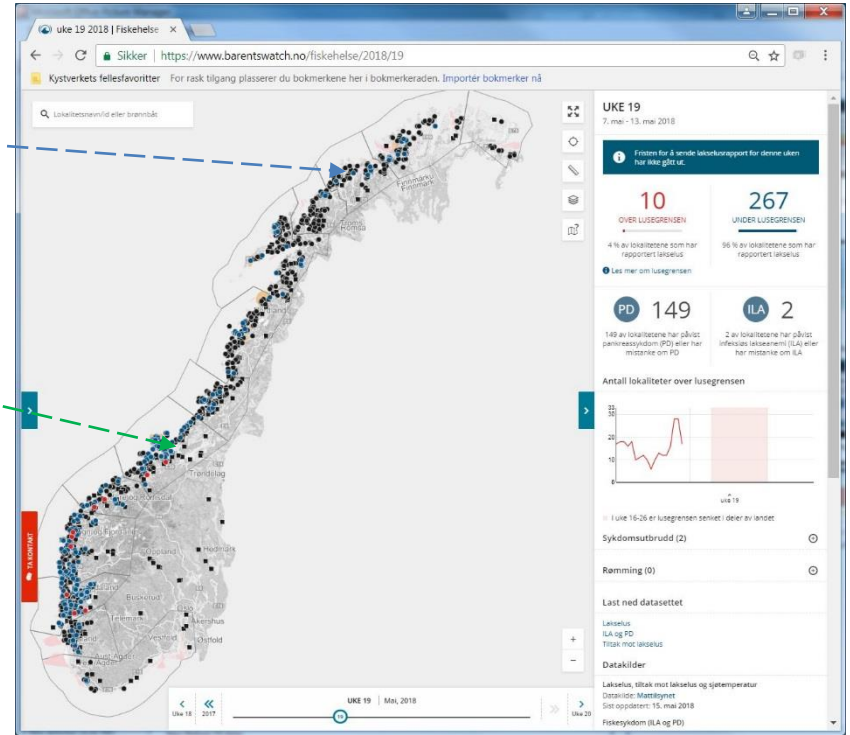 uke 19 2018 | Fiskehelse
Sikker | https://www.barentswatch.no/fiskehelse/2018/19
Kystverkets fellesfavoritter For rask tilgang plasserer du bokmerkene her i bokmerkeraden. Importér bokmerker nå
Lokalitetsnavn/id eller brønnbåt
Finnmárku
Finnmark
Troms
Romsa
Trøndelag
Oppland
Hedmark
Buskerud
Oslo
Akershus
Telemark
Vestfold
Østfold
Aust-Agder
TA KONTAKT
Uke 18
2017
UKE 19 | Mai, 2018
19
Uke 20
UKE 19
7. mai - 13. mai 2018
Fristen for å sende lakselusrapport for denne uken
har ikke gått ut.
10
OVER LUSEGRENSEN
4 % av lokalitetene som har
rapportert lakselus
267
UNDER LUSEGRENSEN
96 % av lokalitetene som har
rapportert lakselus
Les mer om lusegrensen
PD 149
149 av lokalitetene har påvist
pankreassykdom (PD) eller har
mistanke om PD
ILA 2
2 av lokalitetene har påvist
infeksiøs lakseanemi (ILA) eller
har mistanke om ILA
Antall lokaliteter over lusegrensen
33
30
20
10
0
uke 19
I uke 16-26 er lusegrensen senket i deler av landet
Sykdomsutbrudd (2)
Rømming (0)
Last ned datasettet
Lakselus
ILA og PD
Tiltak mot lakselus
Datakilder
Lakselus, tiltak mot lakselus og sjøtemperatur
Datakilde: Mattilsynet
Sist oppdatert: 15. mai 2018
Fiskesykdom (ILA og PD)